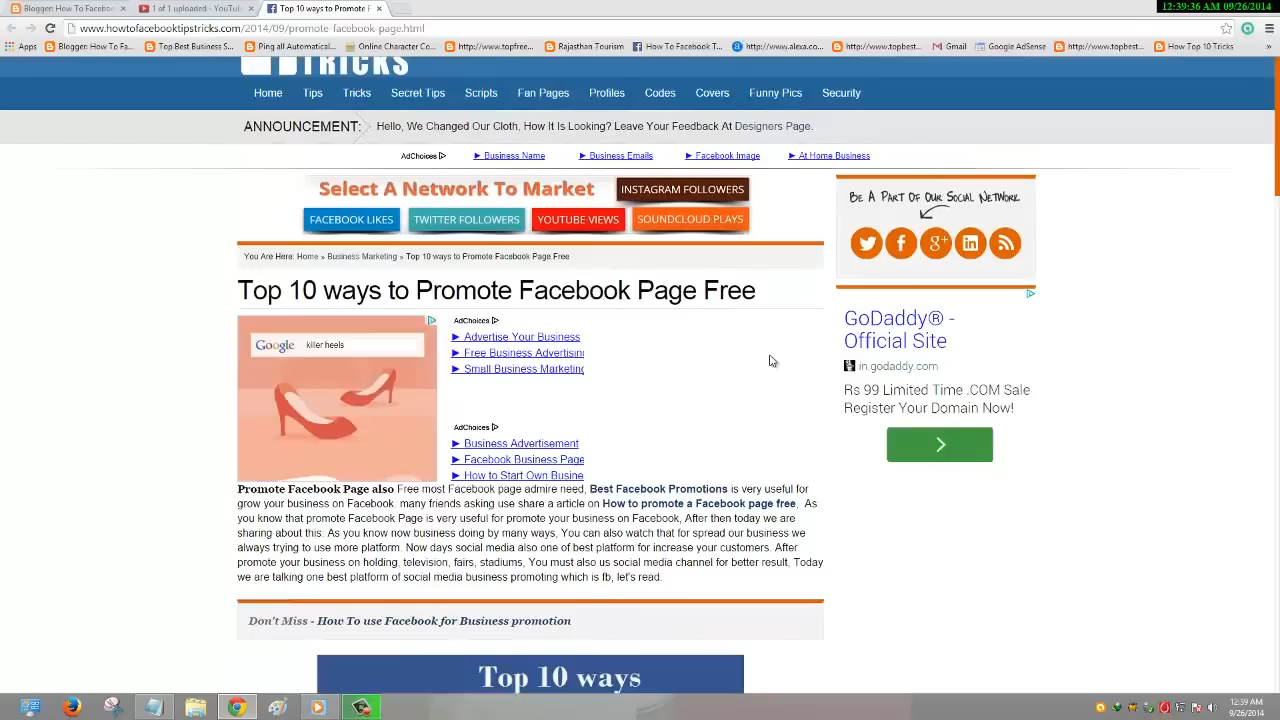 12:39:36 AM 09/26/2014
Blogger: How To Faceboo
1 of 1 uploaded - YouTube
Top 10 ways to Promote F
www.howtofacebooktipstricks.com/2014/09/promote-facebook-page.html
Apps Blogger: How To Fa... Top Best Business S... Ping all Automatical... Online Character Co... http://www.topfree... Rajasthan Tourism How To Facebook T... http://www.alexa.co... http://www.topbest... Gmail Google AdSense http://www.topbest... How Top 10 Tricks »
TRICKS
Home Tips Tricks Secret Tips Scripts Fan Pages Profiles Codes Covers Funny Pics Security
ANNOUNCEMENT: Hello, We Changed Our Cloth, How It Is Looking? Leave Your Feedback At Designers Page.
AdChoices ► Business Name ► Business Emails ► Facebook Image ► At Home Business
Select A Network To Market INSTAGRAM FOLLOWERS
FACEBOOK LIKES TWITTER FOLLOWERS YOUTUBE VIEWS SOUNDCLOUD PLAYS
You Are Here: Home » Business Marketing » Top 10 ways to Promote Facebook Page Free
Top 10 ways to Promote Facebook Page Free
Google killer heels
AdChoices
► Advertise Your Business
► Free Business Advertising
► Small Business Marketing
AdChoices
► Business Advertisement
► Facebook Business Page
► How to Start Own Busine
Promote Facebook Page also Free most Facebook page admire need, Best Facebook Promotions is very useful for
grow your business on Facebook many friends asking use share a article on How to promote a Facebook page free, As
you know that promote Facebook Page is very useful for promote your business on Facebook, After then today we are
sharing about this. As you know now business doing by many ways, You can also watch that for spread our business we
always trying to use more platform. Now days social media also one of best platform for increase your customers. After
promote your business on holding, television, fairs, stadiums, You must also us social media channel for better result, Today
we are talking one best platform of social media business promoting which is fb, let's read.
Don't Miss - How To use Facebook for Business promotion
Top 10 ways
Be A Part Of Our Social Network
GoDaddy® -
Official Site
in.godaddy.com
Rs 99 Limited Time .COM Sale
Register Your Domain Now!
12:39 AM
9/26/2014